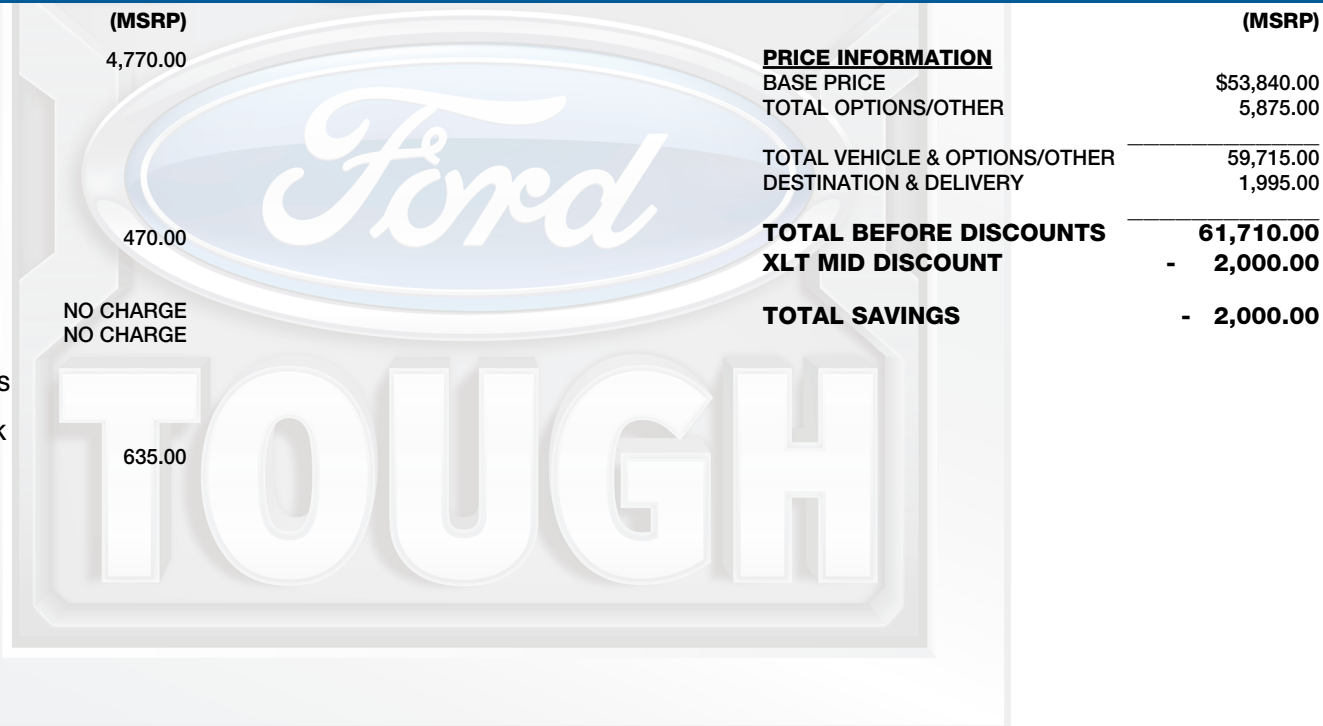 (MSRP)
4,770.00
470.00
NO CHARGE
NO CHARGE
S
K
635.00
Ford
TOUGH
(MSRP)
PRICE INFORMATION
BASE PRICE $53,840.00
TOTAL OPTIONS/OTHER 5,875.00
TOTAL VEHICLE & OPTIONS/OTHER 59,715.00
DESTINATION & DELIVERY 1,995.00
TOTAL BEFORE DISCOUNTS 61,710.00
XLT MID DISCOUNT - 2,000.00
TOTAL SAVINGS - 2,000.00